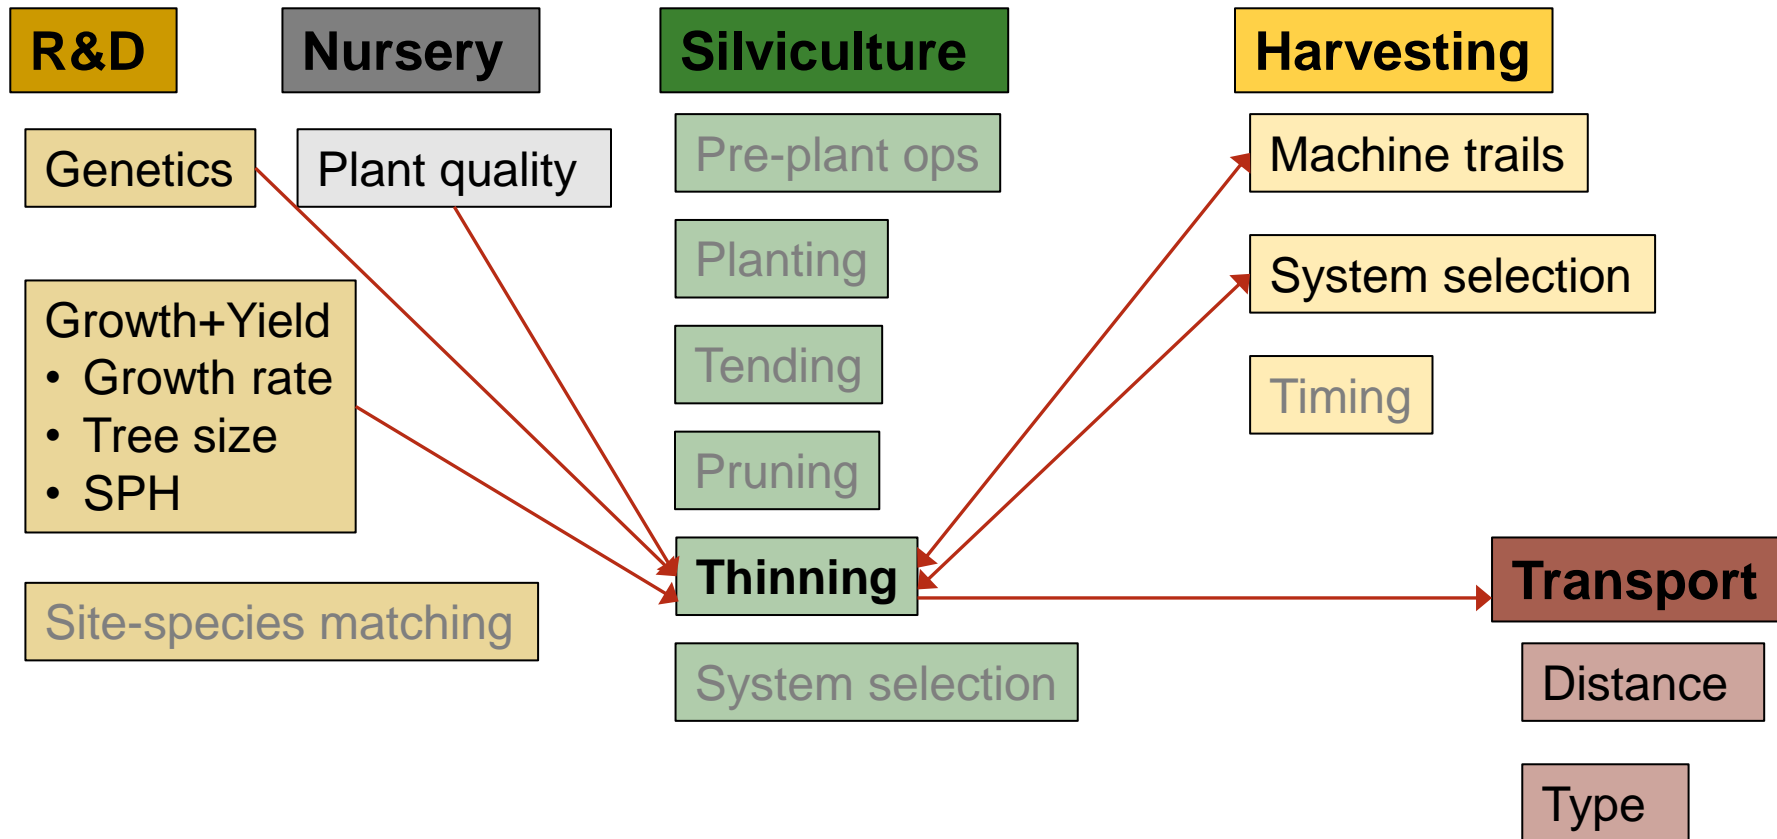 R&D
Nursery
Silviculture
Harvesting
Genetics
Plant quality
Pre-plant ops
Machine trails
Planting
System selection
Growth+Yield
• Growth rate
• Tree size
• SPH
Tending
Timing
Pruning
Thinning
Transport
Site-species matching
System selection
Distance
Type